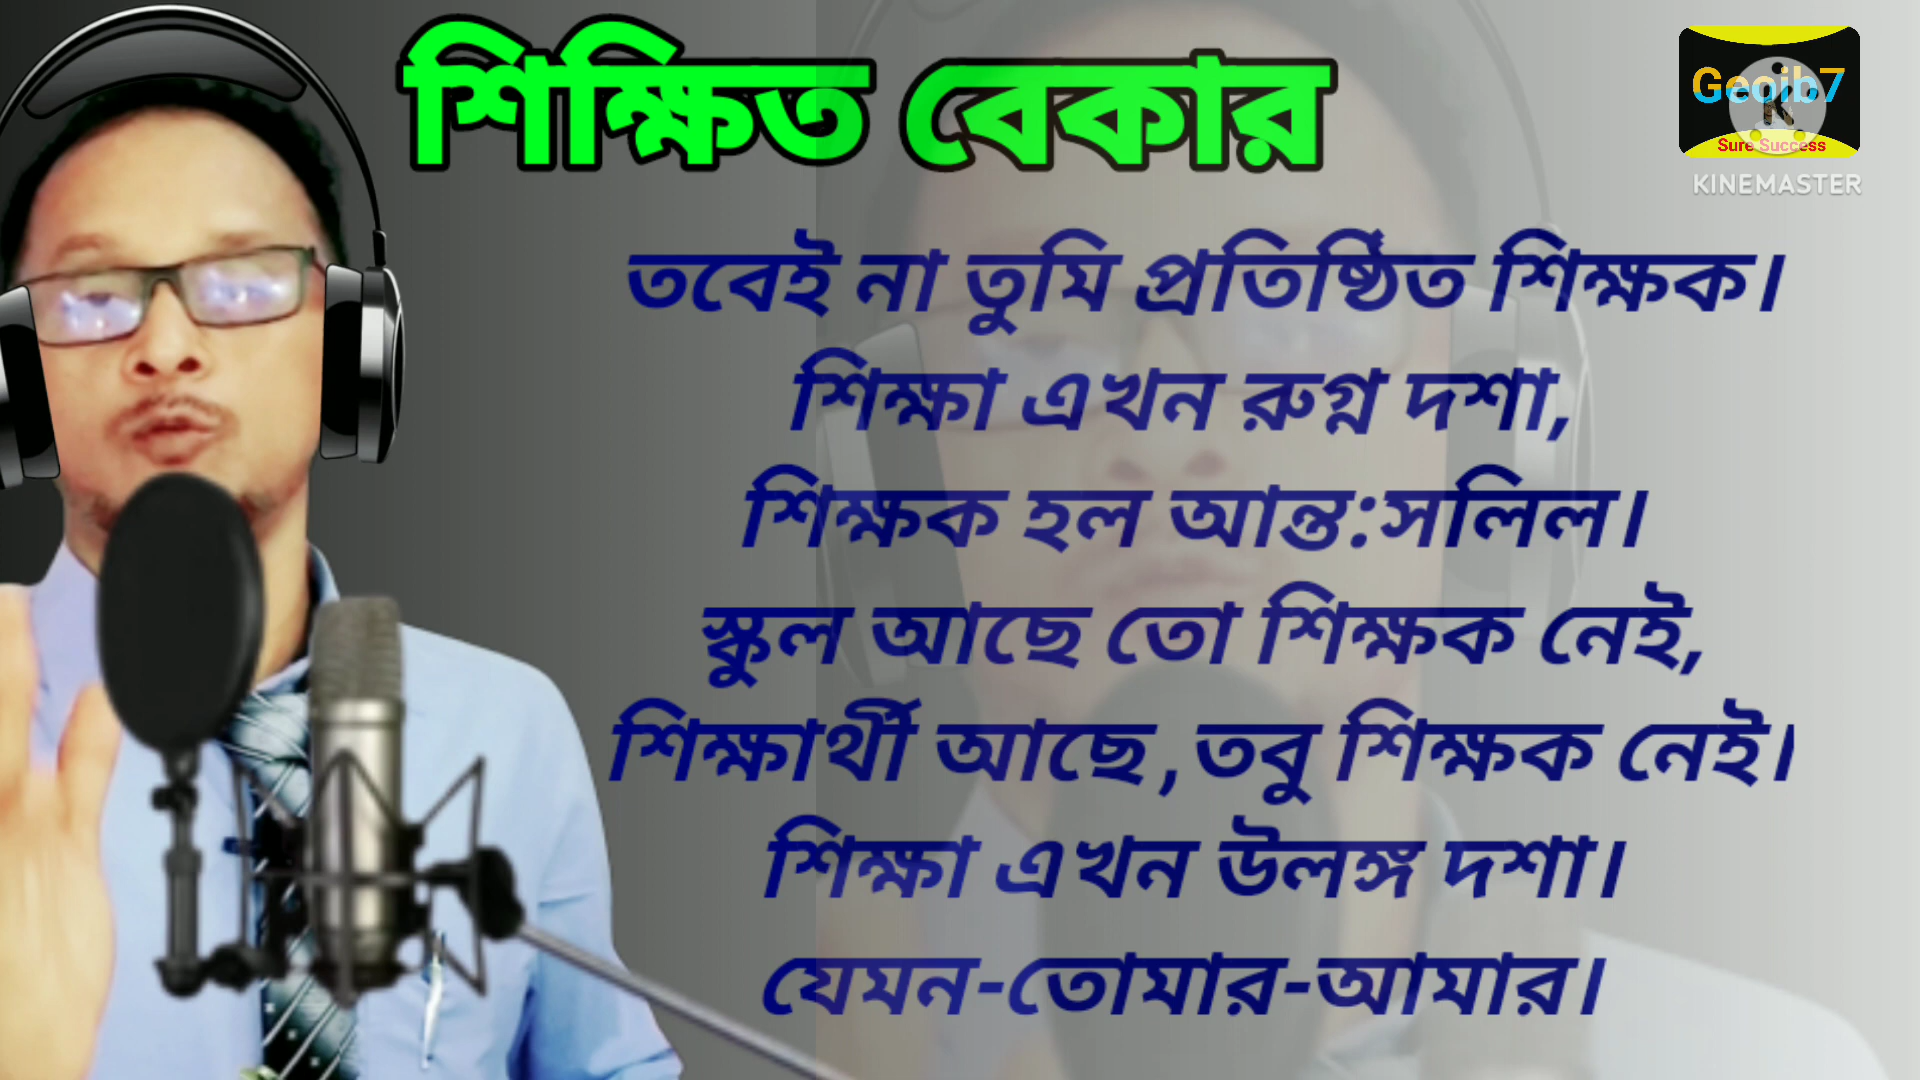 শিক্ষিত বেকার
Geqib7
Sure Success
KINEMASTER
তবেই না তুমি প্রতিষ্ঠিত শিক্ষক।
শিক্ষা এখন রুগ্ন দশা,
শিক্ষক হল আন্ত:সলিল।
স্কুল আছে তো শিক্ষক নেই,
শিক্ষার্থী আছে,তবু শিক্ষক নেই।
শিক্ষা এখন উলঙ্গ দশা।
যেমন-তোমার-আমার।